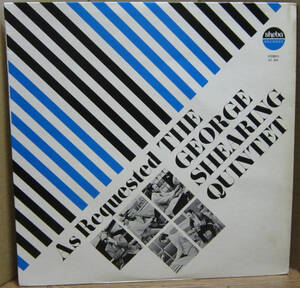 sheba
As Requested THE
GEORGE
SHEARING
QUINTET